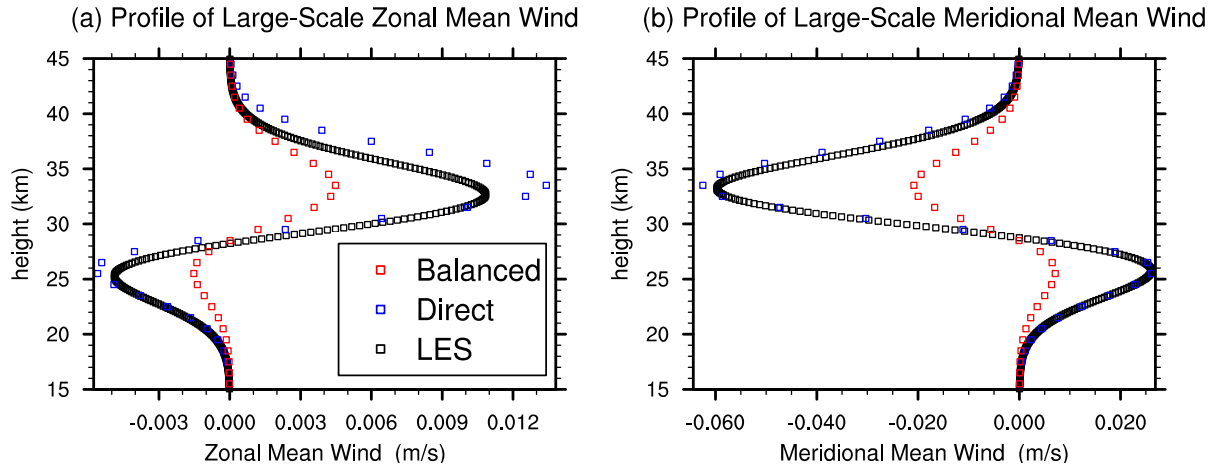 (a) Profile of Large-Scale Zonal Mean Wind
(b) Profile of Large-Scale Meridional Mean Wind
height (km)
45
40
35
30
25
20
15
Balanced
Direct
LES
-0.003
0.000
0.003
0.006
0.009
0.012
Zonal Mean Wind (m/s)
height (km)
45
40
35
30
25
20
15
-0.060
-0.040
-0.020
0.000
0.020
Meridional Mean Wind (m/s)